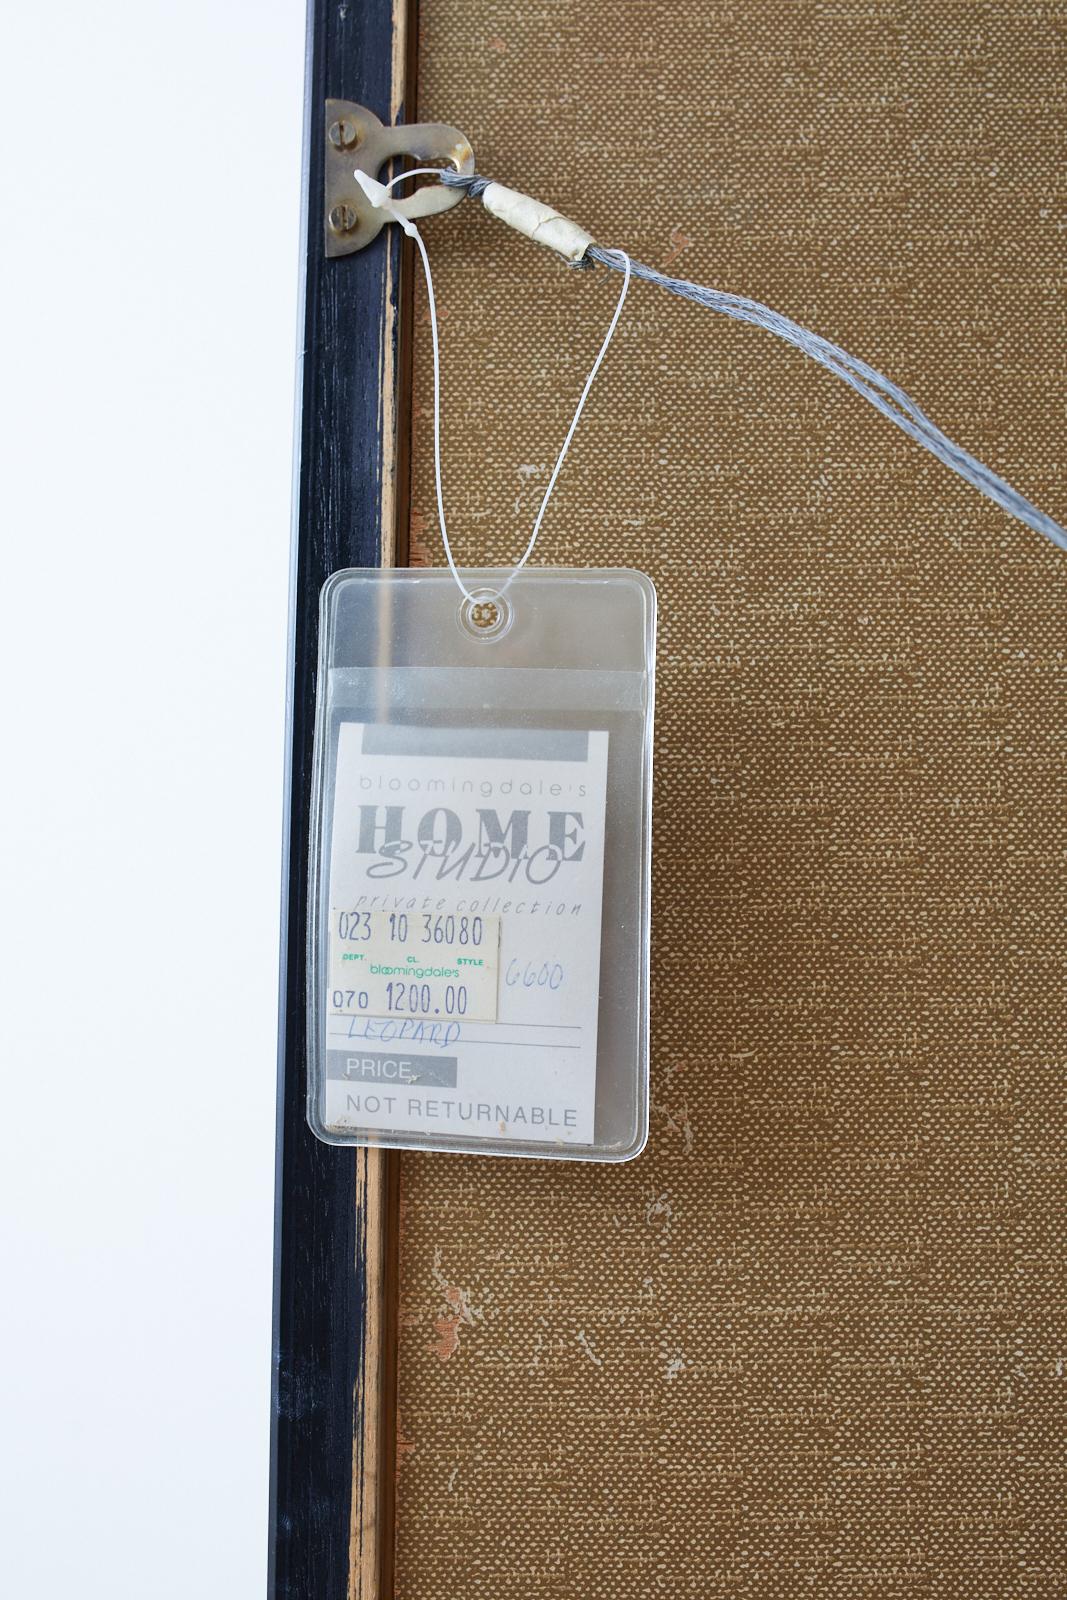 bloomingdale's
HOME
STUDIO
private collection
023 10 36080
DEPT. CL. STYLE
bloomingdale's
6600
070 1200.00
LEOPARD
PRICE
NOT RETURNABLE